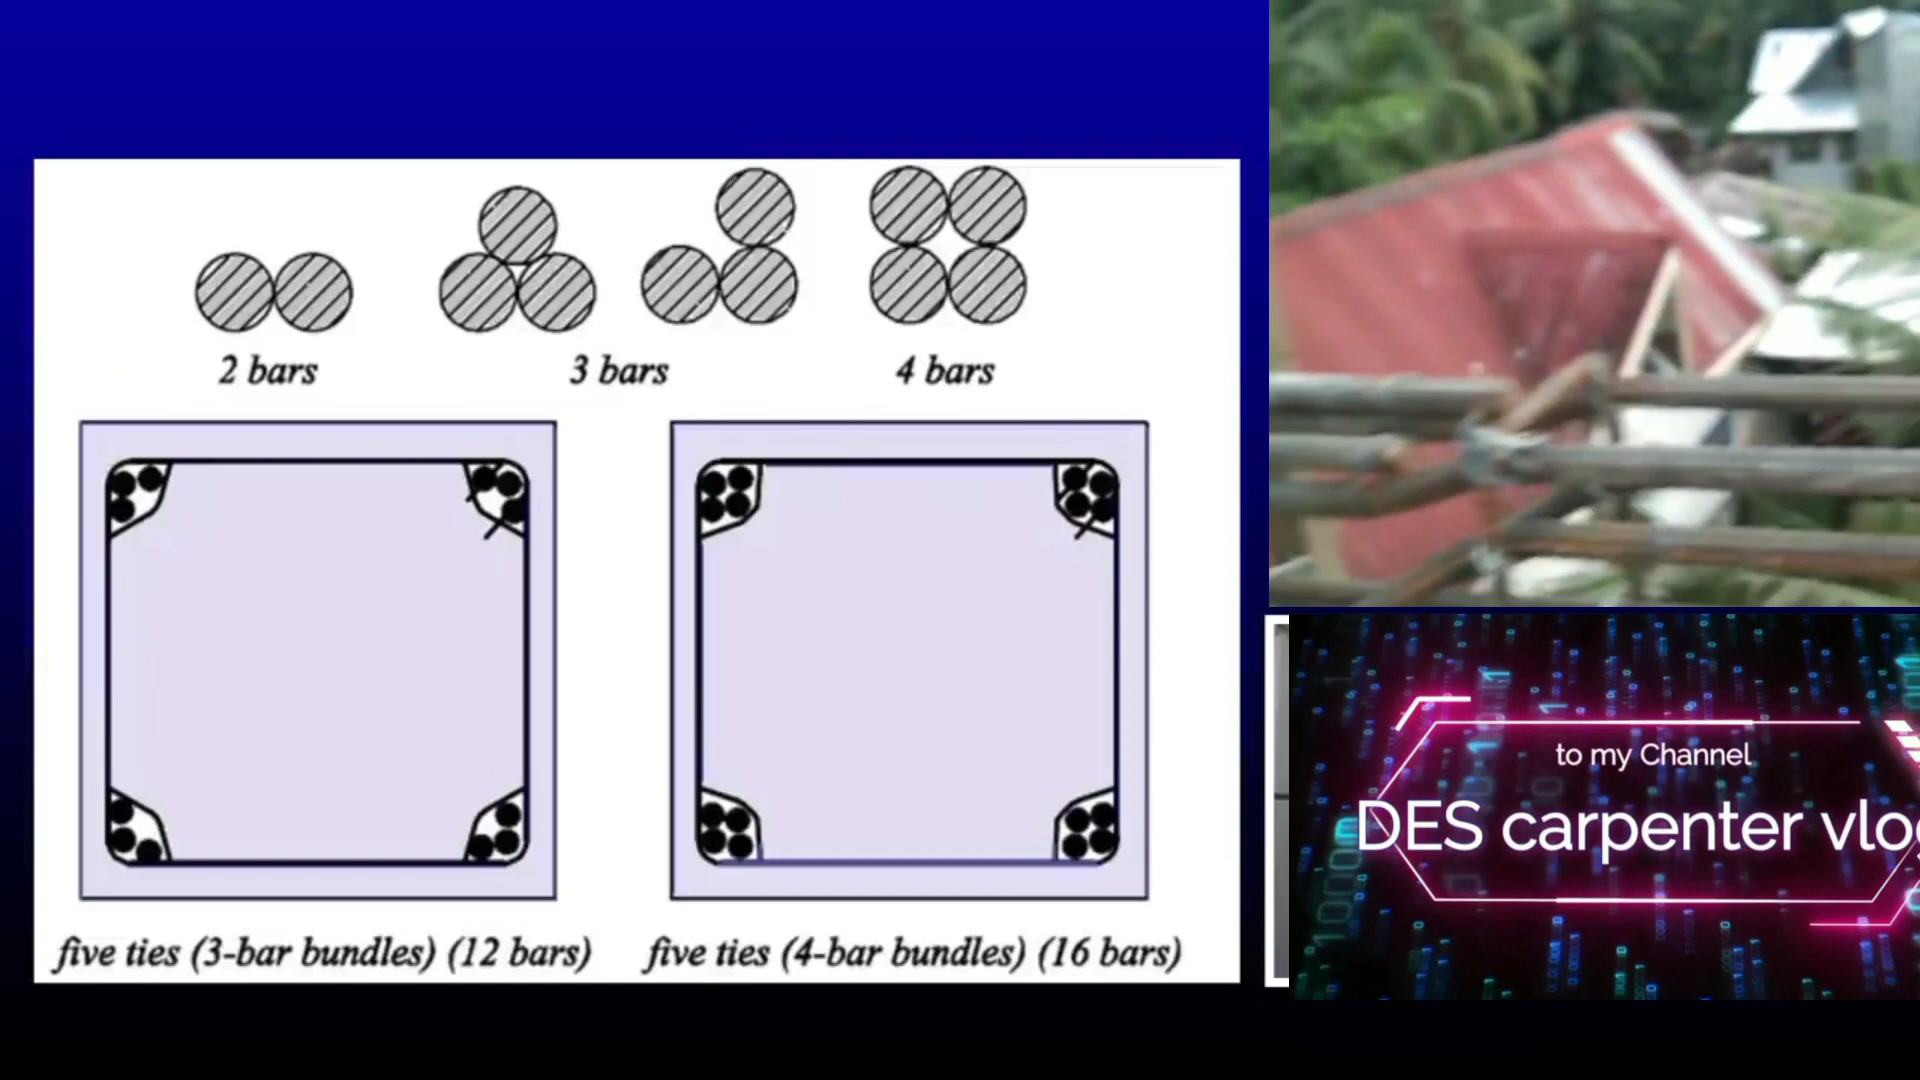 2 bars
3 bars
4 bars
five ties (3-bar bundles) (12 bars)
five ties (4-bar bundles) (16 bars)
to my Channel
DES carpenter